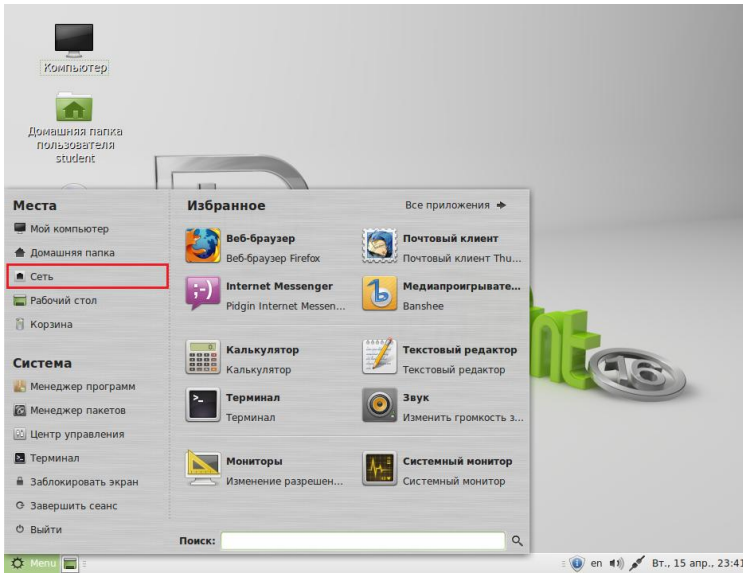 Компьютер
Домашняя папка
пользователя
student
Места
Мой компьютер
Домашняя папка
Сеть
Рабочий стол
Корзина
Система
Менеджер программ
Менеджер пакетов
Центр управления
Терминал
Заблокировать экран
Завершить сеанс
Выйти
Избранное
Все приложения
Веб-браузер
Веб-браузер Firefox
Почтовый клиент
Почтовый клиент Thu...
Internet Messenger
Pidgin Internet Messen...
Медиапроигрывате...
Banshee
Калькулятор
Калькулятор
Текстовый редактор
Текстовый редактор
Терминал
Терминал
Звук
Изменить громкость з...
Мониторы
Изменение разрешен...
Системный монитор
Системный монитор
Поиск:
nt
16
Menu
en
Вт., 15 апр., 23:41